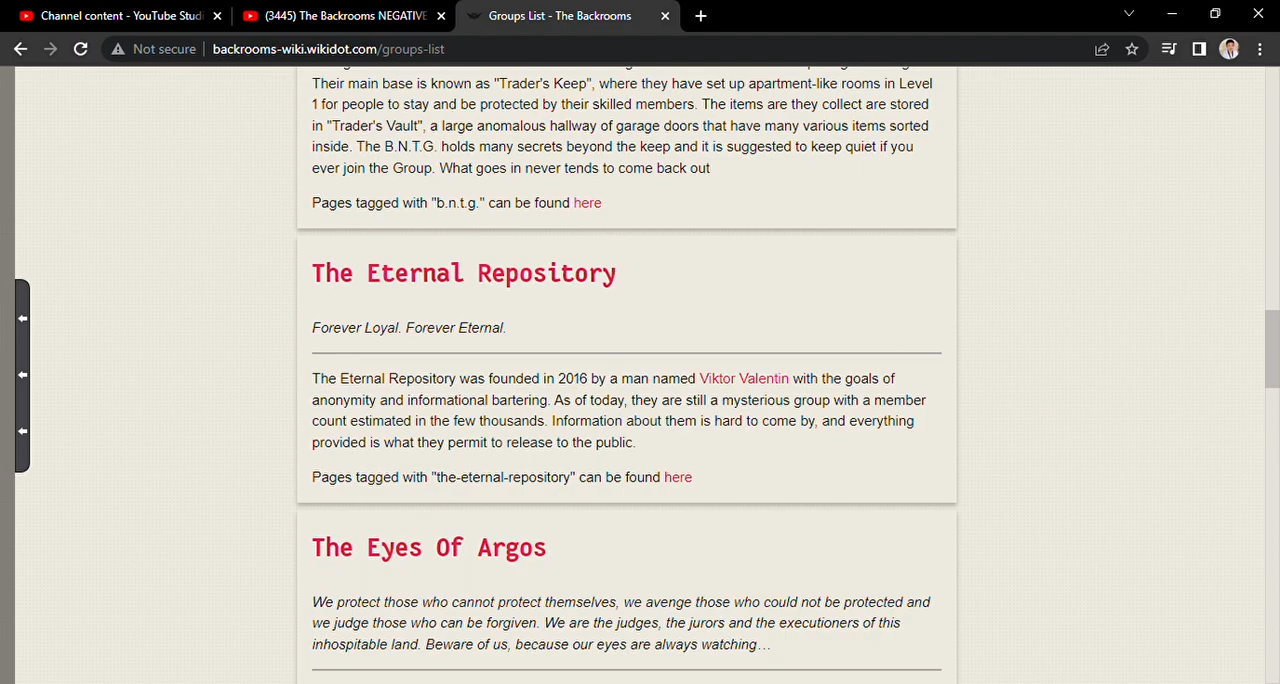 Channel content - YouTube Studi
(3445) The Backrooms NEGATIVE
Groups List - The Backrooms
Not secure
backrooms-wiki.wikidot.com/groups-list
Their main base is known as "Trader's Keep", where they have set up apartment-like rooms in Level
1 for people to stay and be protected by their skilled members. The items are they collect are stored
in "Trader's Vault", a large anomalous hallway of garage doors that have many various items sorted
inside. The B.N.T.G. holds many secrets beyond the keep and it is suggested to keep quiet if you
ever join the Group. What goes in never tends to come back out
Pages tagged with "b.n.t.g." can be found here
The Eternal Repository
Forever Loyal. Forever Eternal.
The Eternal Repository was founded in 2016 by a man named Viktor Valentin with the goals of
anonymity and informational bartering. As of today, they are still a mysterious group with a member
count estimated in the few thousands. Information about them is hard to come by, and everything
provided is what they permit to release to the public.
Pages tagged with "the-eternal-repository" can be found here
The Eyes Of Argos
We protect those who cannot protect themselves, we avenge those who could not be protected and
we judge those who can be forgiven. We are the judges, the jurors and the executioners of this
inhospitable land. Beware of us, because our eyes are always watching…